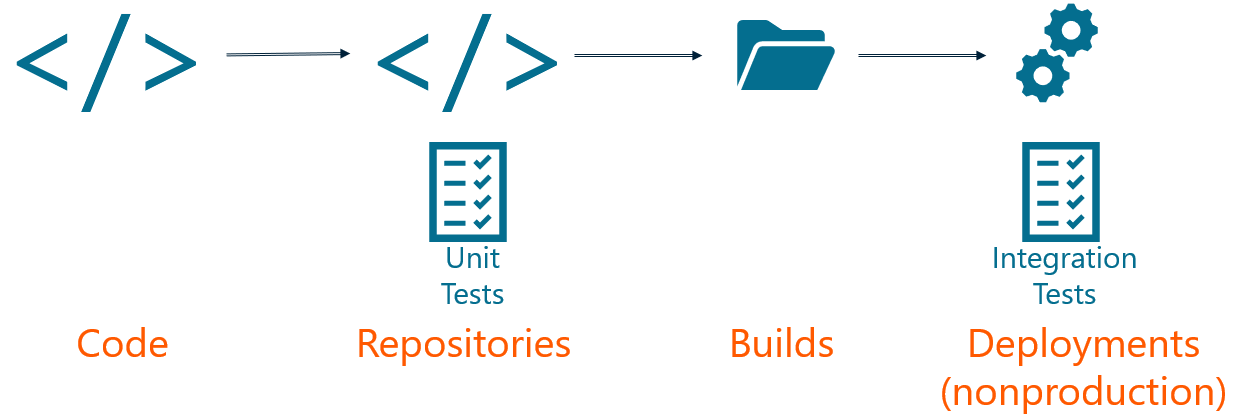 Unit
Tests
Integration
Tests
Code
Repositories
Builds
Deployments
(nonproduction)